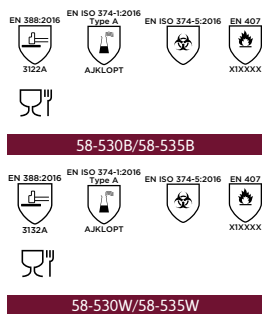 EN 388:2016
EN ISO 374-1:2016
Type A
EN ISO 374-5:2016
EN 407
3122A
AJKLOPT
X1XXXX
58-530B/58-535B
EN 388:2016
EN ISO 374-1:2016
Type A
EN ISO 374-5:2016
EN 407
3132A
AJKLOPT
X1XXXX
58-530W/58-535W